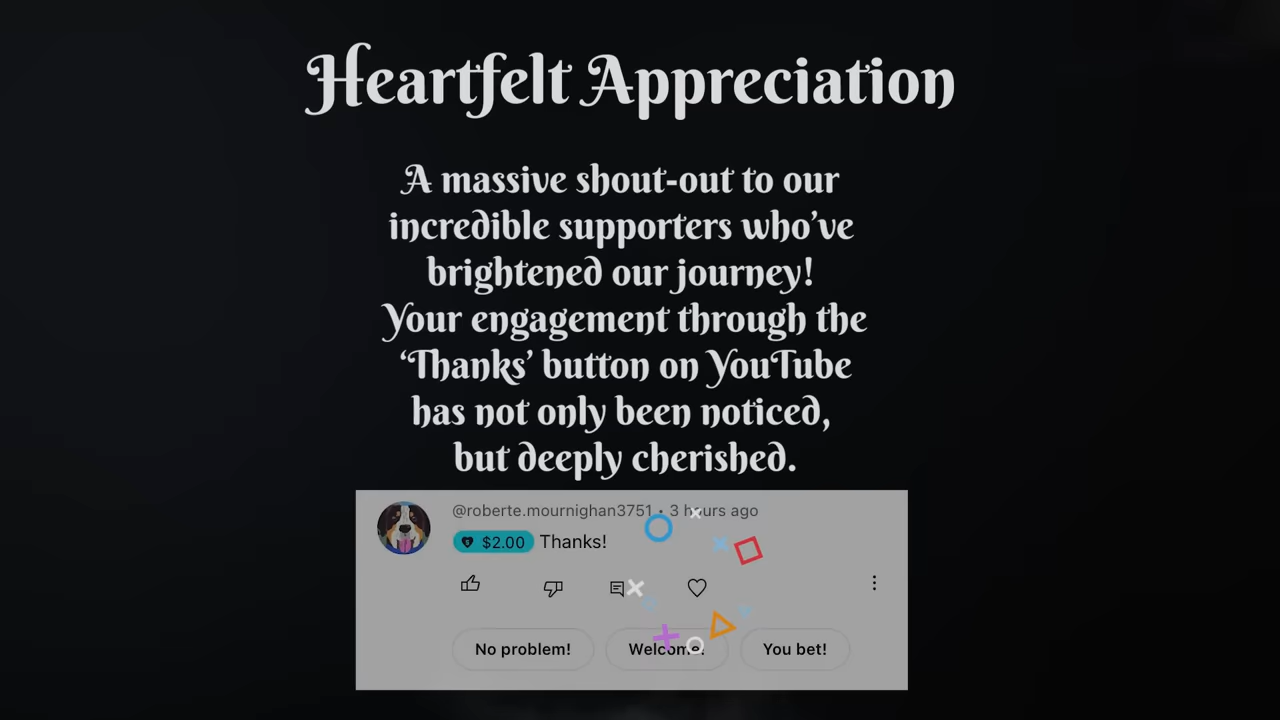 Heartfelt Appreciation
A massive shout-out to our
incredible supporters who’ve
brightened our journey!
Your engagement through the
‘Thanks’ button on YouTube
has not only been noticed,
but deeply cherished.
@roberte.mournighan3751 • 3 hours ago
$2.00 Thanks!
No problem! Welcome! You bet!